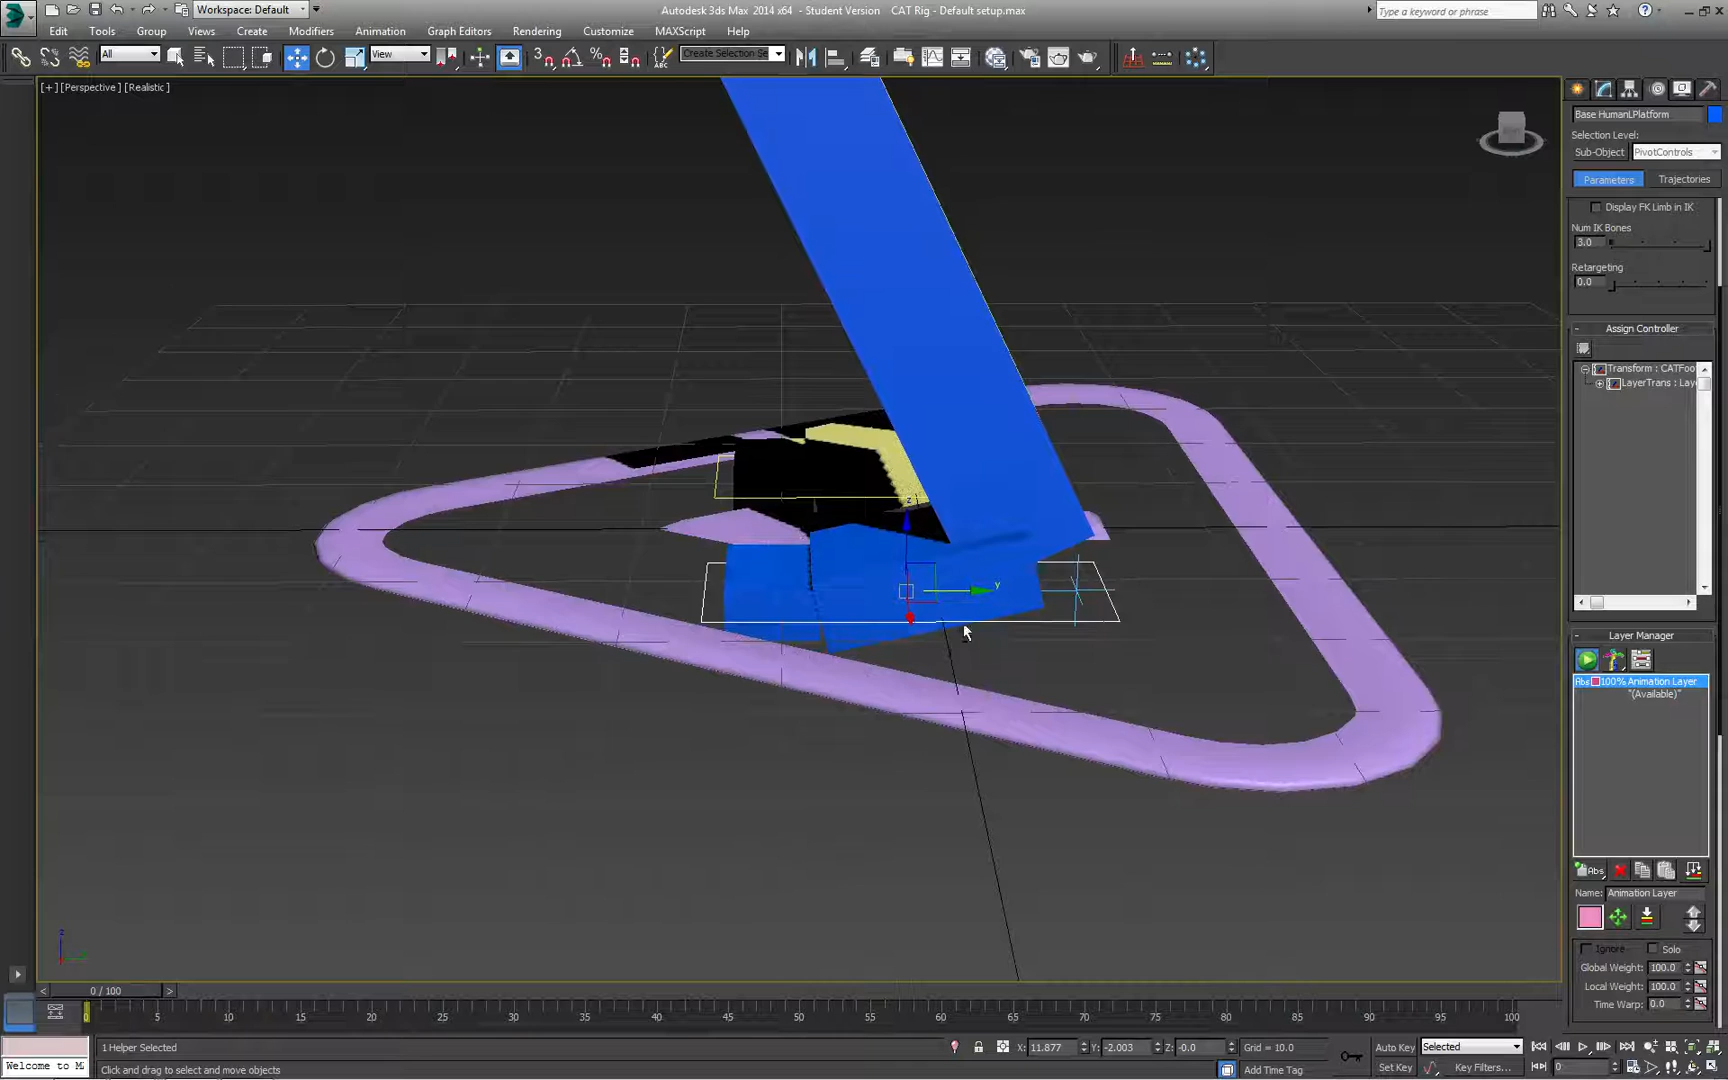 Workspace: Default
Autodesk 3ds Max 2014 x64 - Student Version CAT Rig - Default setup.max
Type a keyword or phrase
Edit Tools Group Views Create Modifiers Animation Graph Editors Rendering Customize MAXScript Help
All
View
Create Selection Se
[+] [Perspective] [Realistic]
Base HumanLPlatform
Selection Level:
Sub-Object PivotControls
Parameters Trajectories
Display FK Limb in IK
Num IK Bones
3.0
Retargeting
0.0
- Assign Controller
Transform : CATFoo
LayerTrans : Lay
z
y
- Layer Manager
Abs 100% Animation Layer
"(Available)"
Abs
Name: Animation Layer
Ignore Solo
Global Weight: 100.0
Local Weight: 100.0
Time Warp: 0.0
z
< 0 / 100 >
0 5 10 15 20 25 30 35 40 45 50 55 60 65 70 75 80 85 90 95 100
1 Helper Selected
X: 11.877 Y: -2.003 Z: -0.0 Grid = 10.0
Auto Key Selected
Welcome to M
Click and drag to select and move objects
Add Time Tag
Set Key Key Filters...
0